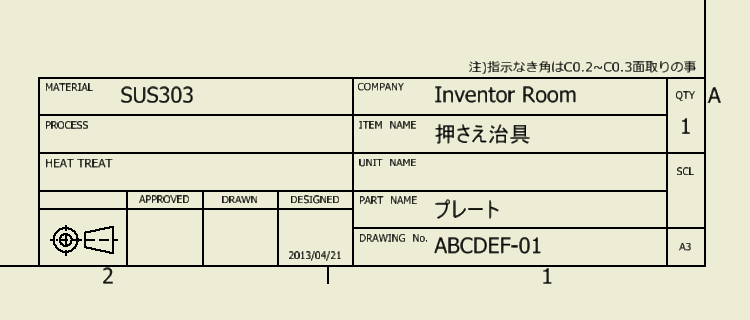 注)指示なき角はC0.2~C0.3面取りの事
MATERIAL SUS303
COMPANY Inventor Room
QTY 1
A
PROCESS
ITEM NAME 押さえ治具
HEAT TREAT
UNIT NAME
SCL
APPROVED DRAWN DESIGNED
PART NAME プレート
2013/04/21
DRAWING No. ABCDEF-01
A3
2 1